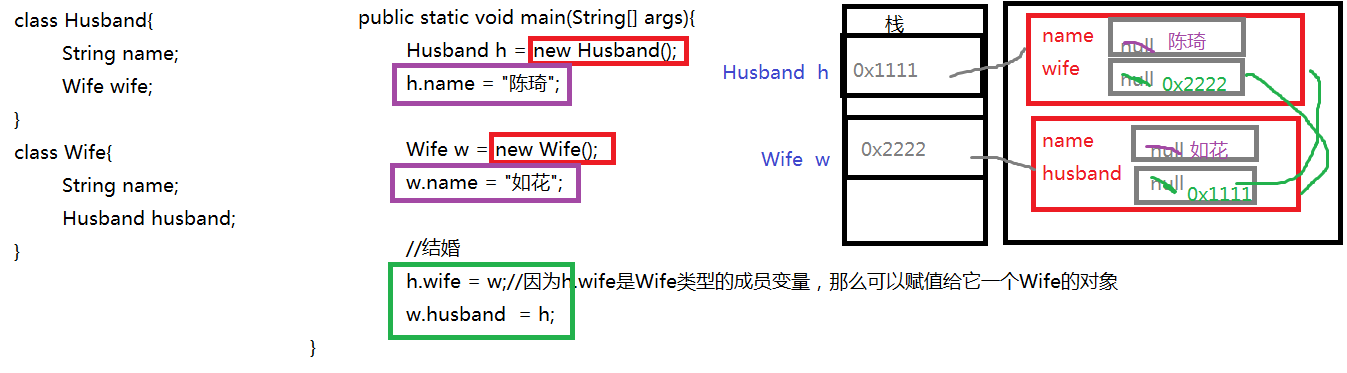 class Husband{
String name;
Wife wife;
}
class Wife{
String name;
Husband husband;
}
public static void main(String[] args){
Husband h = new Husband();
h.name = "陈琦";
Wife w = new Wife();
w.name = "如花";
//结婚
h.wife = w;//因为h.wife是Wife类型的成员变量，那么可以赋值给它一个Wife的对象
w.husband = h;
}
栈
Husband h 0x1111
Wife w 0x2222
name null 陈琦
wife null 0x2222
name null 如花
husband null 0x1111